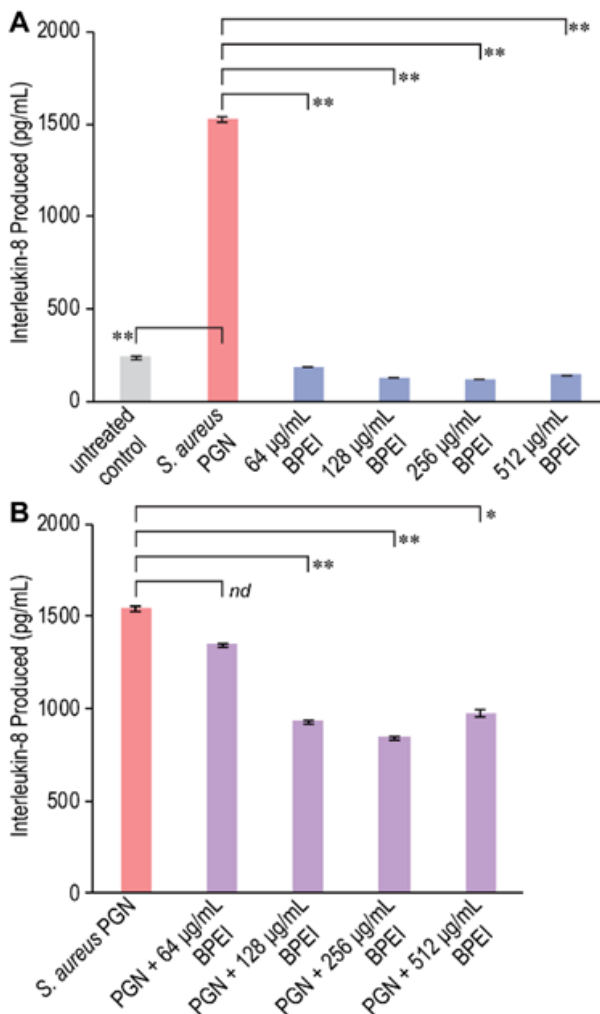 A
Interleukin-8 Produced (pg/mL)
2000
1500
1000
500
0
**
**
**
**
**
untreated
control
S. aureus
PGN
64 µg/mL
BPEI
128 µg/mL
BPEI
256 µg/mL
BPEI
512 µg/mL
BPEI
B
Interleukin-8 Produced (pg/mL)
2000
1500
1000
500
0
*
**
**
nd
S. aureus PGN
PGN + 64 µg/mL
BPEI
PGN + 128 µg/mL
BPEI
PGN + 256 µg/mL
BPEI
PGN + 512 µg/mL
BPEI